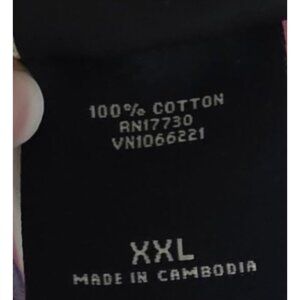 100% COTTON
RN17730
VN1066221
XXL
MADE IN CAMBODIA